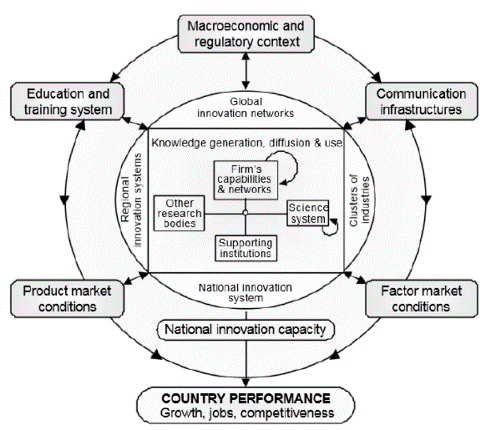 Macroeconomic and
regulatory context
Education and
training system
Communication
infrastructures
Global
innovation networks
Knowledge generation, diffusion & use
Regional
innovation systems
Clusters of
industries
Firm's
capabilities
& networks
Other
research
bodies
Science
system
Supporting
institutions
Product market
conditions
National innovation
system
Factor market
conditions
National innovation capacity
COUNTRY PERFORMANCE
Growth, jobs, competitiveness